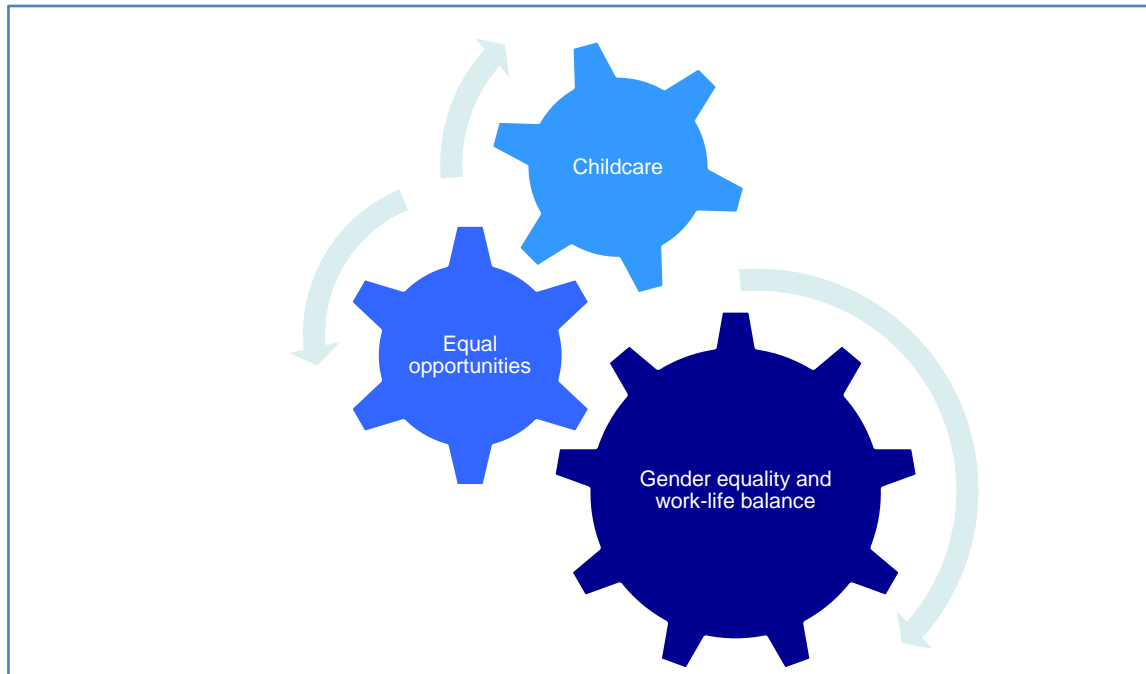 Childcare
Equal
opportunities
Gender equality and
work-life balance